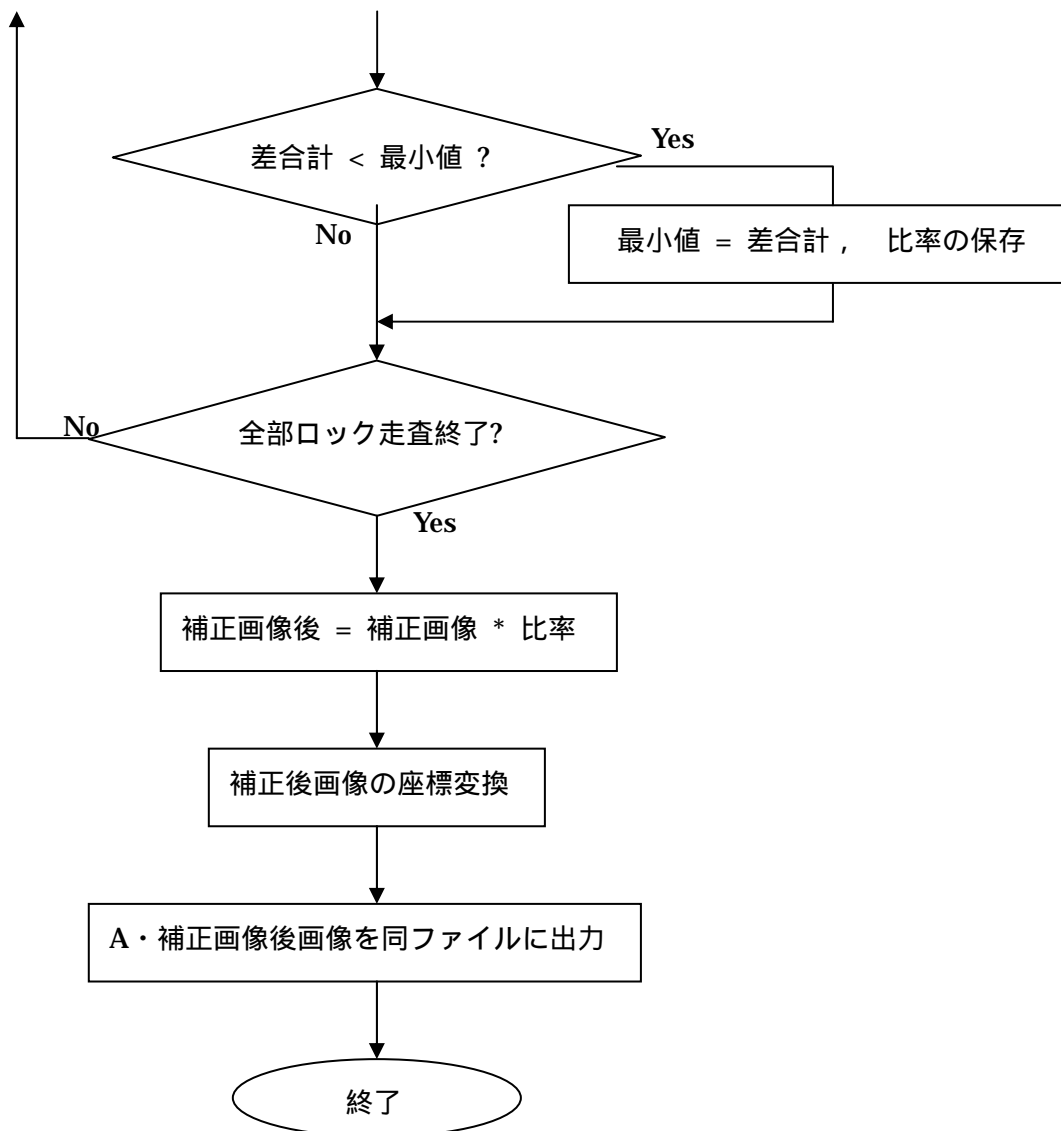 差合計 < 最小値 ?
Yes
No
最小値 = 差合計 , 比率の保存
No
全部ロック走査終了?
Yes
補正画像後 = 補正画像 * 比率
補正後画像の座標変換
A・補正画像後画像を同ファイルに出力
終了